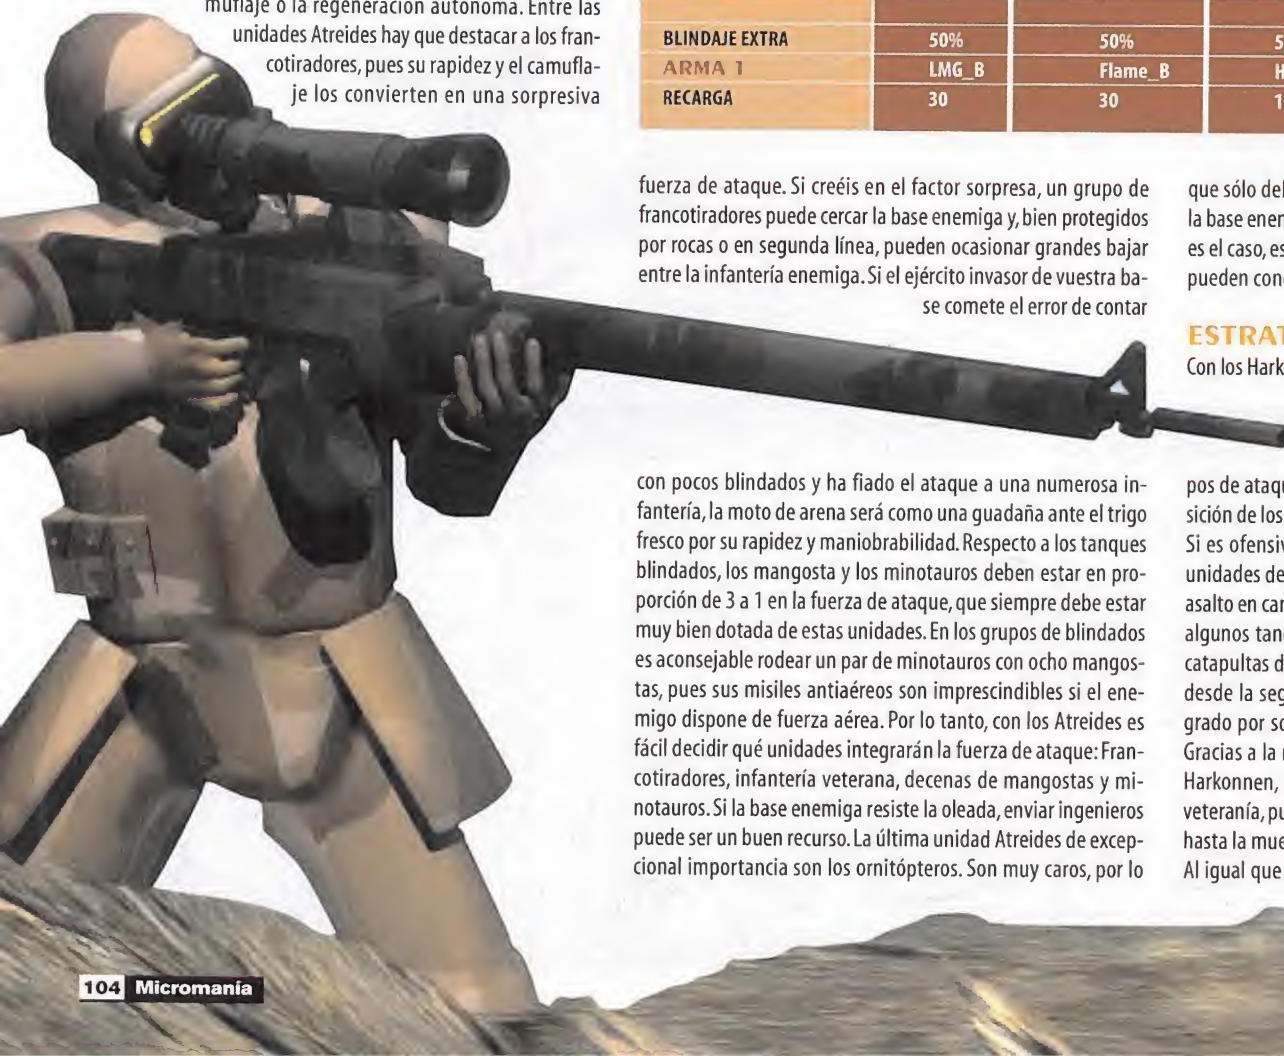 muflaje o la regeneración autónoma. Entre las
unidades Atreides hay que destacar a los fran-
cotiradores, pues su rapidez y el camufla-
je los convierten en una sorpresiva
BLINDAJE EXTRA 50% 50% 5
ARMA 1 LMG_B Flame_B H
RECARGA 30 30 1
fuerza de ataque. Si creéis en el factor sorpresa, un grupo de
francotiradores puede cercar la base enemiga y, bien protegidos
por rocas o en segunda línea, pueden ocasionar grandes bajar
entre la infantería enemiga. Si el ejército invasor de vuestra ba-
se comete el error de contar
con pocos blindados y ha fiado el ataque a una numerosa in-
fantería, la moto de arena será como una guadaña ante el trigo
fresco por su rapidez y maniobrabilidad. Respecto a los tanques
blindados, los mangosta y los minotauros deben estar en pro-
porción de 3 a 1 en la fuerza de ataque, que siempre debe estar
muy bien dotada de estas unidades. En los grupos de blindados
es aconsejable rodear un par de minotauros con ocho mangos-
tas, pues sus misiles antiaéreos son imprescindibles si el ene-
migo dispone de fuerza aérea. Por lo tanto, con los Atreides es
fácil decidir qué unidades integrarán la fuerza de ataque: Fran-
cotiradores, infantería veterana, decenas de mangostas y mi-
notauros. Si la base enemiga resiste la oleada, enviar ingenieros
puede ser un buen recurso. La última unidad Atreides de excep-
cional importancia son los ornitópteros. Son muy caros, por lo
que sólo del
la base enen
es el caso, es
pueden con
ESTRAT
Con los Hark
pos de ataqu
sición de los
Si es ofensiv
unidades de
asalto en car
algunos tan
catapultas d
desde la seg
grado por so
Gracias a la
Harkonnen,
veteranía, pu
hasta la mue
Al igual que
104 Micromanía